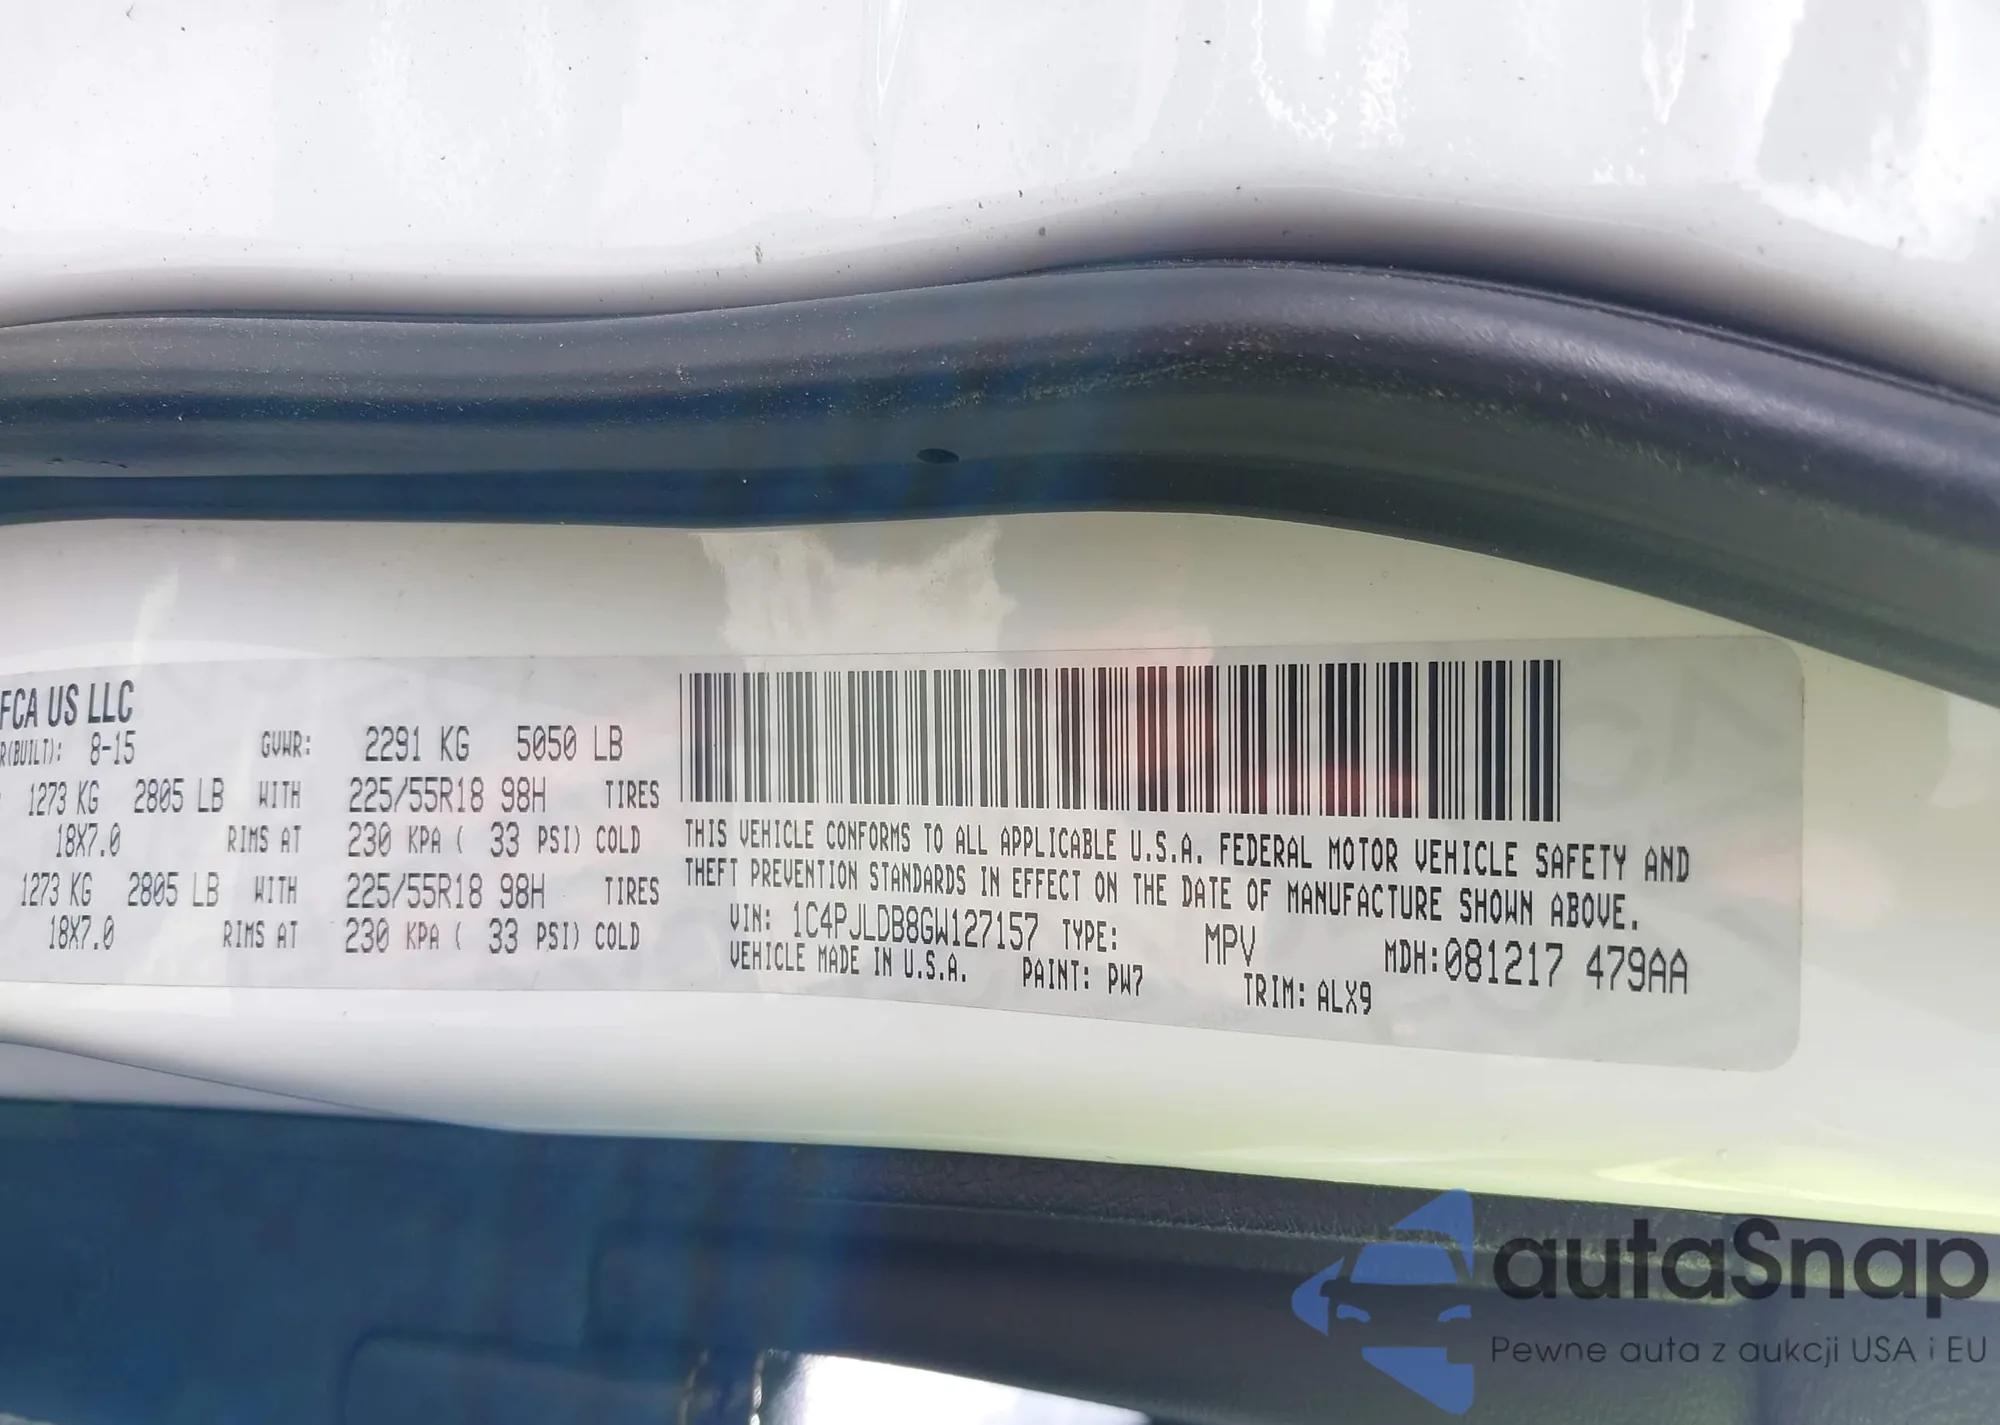 FCA US LLC
R(BUILT): 8-15 GVWR: 2291 KG 5050 LB
1273 KG 2805 LB WITH 225/55R18 98H TIRES
18X7.0 RIMS AT 230 KPA ( 33 PSI) COLD
1273 KG 2805 LB WITH 225/55R18 98H TIRES
18X7.0 RIMS AT 230 KPA ( 33 PSI) COLD
THIS VEHICLE CONFORMS TO ALL APPLICABLE U.S.A. FEDERAL MOTOR VEHICLE SAFETY AND
THEFT PREVENTION STANDARDS IN EFFECT ON THE DATE OF MANUFACTURE SHOWN ABOVE.
VIN: 1C4PJLDB8GW127157 TYPE: MPV MDH:081217 479AA
VEHICLE MADE IN U.S.A. PAINT: PW7 TRIM: ALX9
autaSnap
Pewne auta z aukcji USA i EU